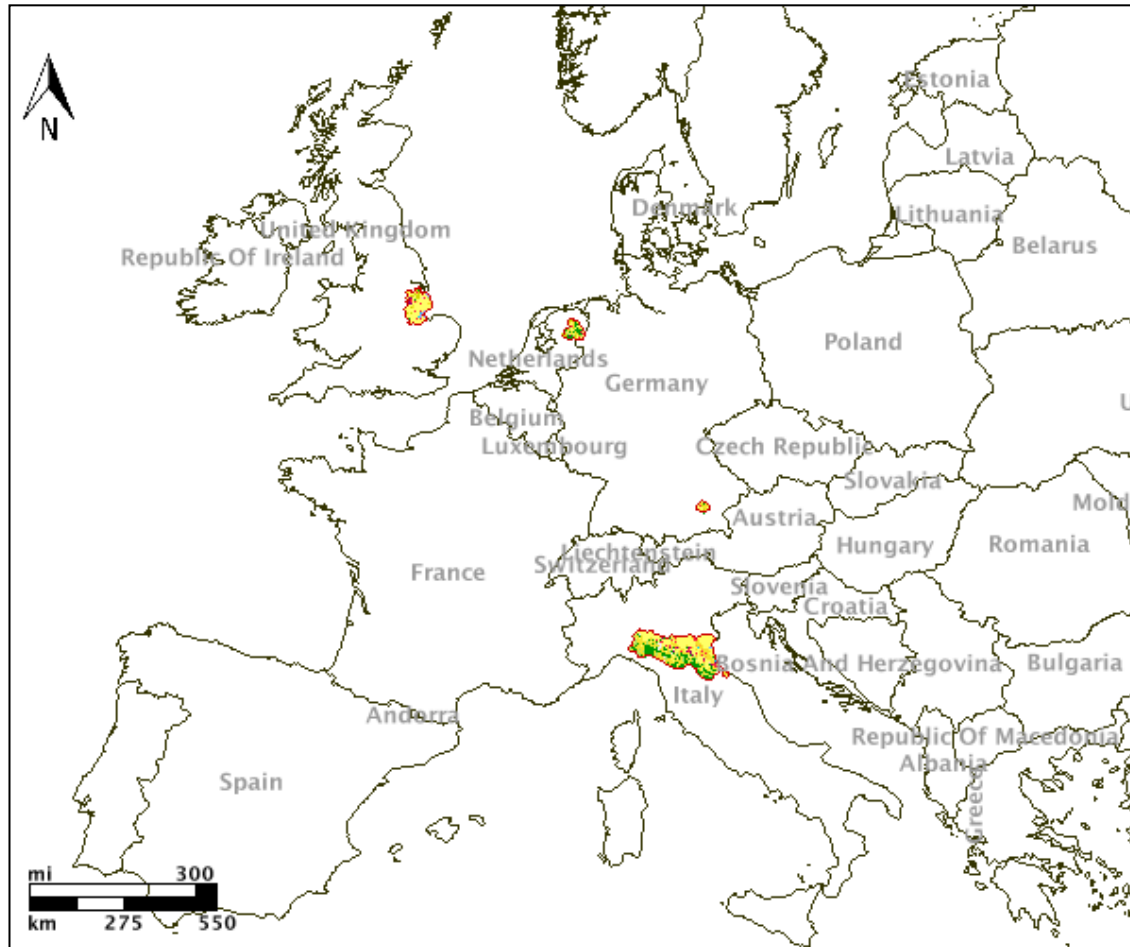 N
Estonia
Latvia
Lithuania
Denmark
United Kingdom
Republic Of Ireland
Belarus
Poland
Netherlands
Germany
U
Belgium
Luxembourg
Czech Republic
Slovakia
Mold
Austria
Hungary
Romania
Liechtenstein
Switzerland
France
Slovenia
Croatia
Bosnia And Herzegovina
Bulgaria
Italy
Andorra
Republic Of Macedonia
Albania
Spain
Greece
mi 300
km 275 550